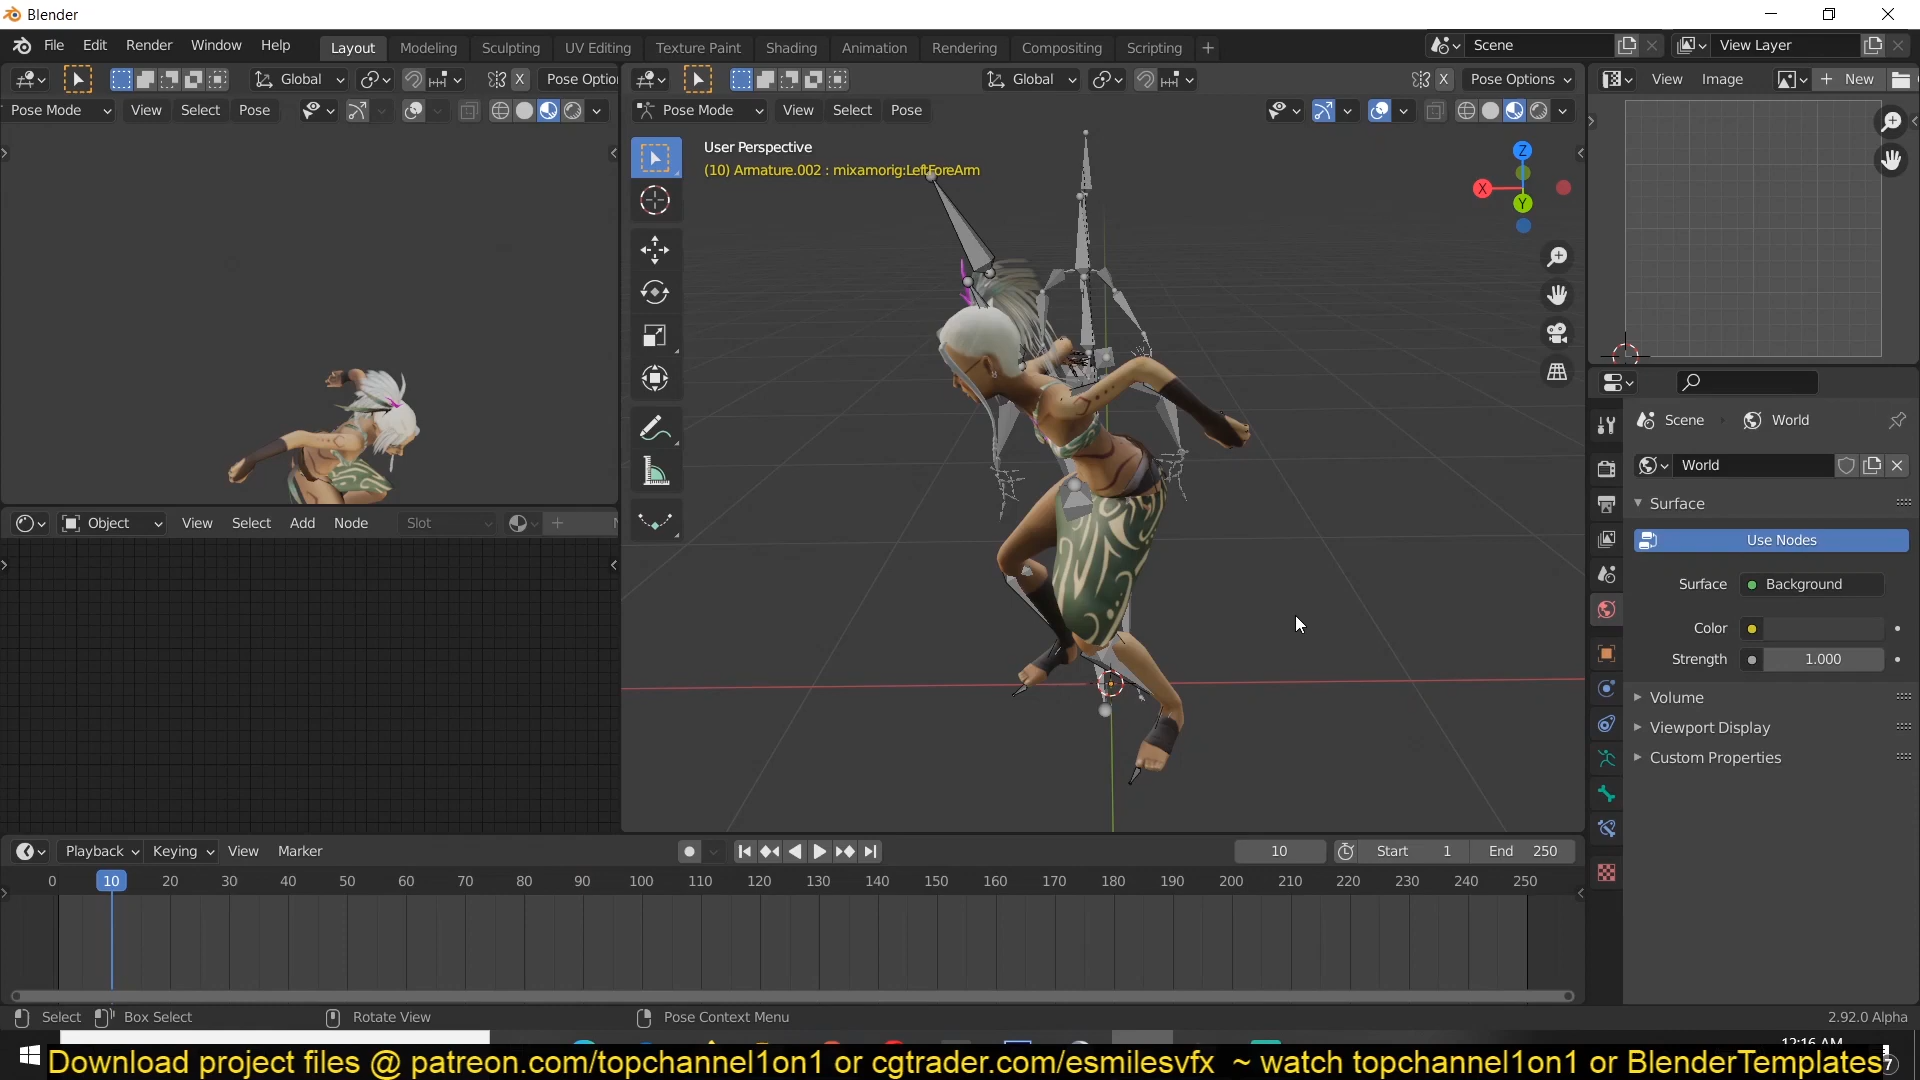 Blender
File Edit Render Window Help Layout Modeling Sculpting UV Editing Texture Paint Shading Animation Rendering Compositing Scripting + Scene View Layer
Global X Pose Optio
Global X Pose Options
View Image + New
Pose Mode View Select Pose
Pose Mode View Select Pose
User Perspective
(10) Armature.002 : mixamorig:LeftForeArm
Z
X
Y
Object View Select Add Node Slot +
Scene World
World
Surface
Use Nodes
Surface Background
Color
Strength 1.000
Volume
Viewport Display
Custom Properties
Playback Keying View Marker 10 Start 1 End 250
0 10 20 30 40 50 60 70 80 90 100 110 120 130 140 150 160 170 180 190 200 210 220 230 240 250
Select Box Select Rotate View Pose Context Menu 2.92.0 Alpha
12:16 AM
Download project files @ patreon.com/topchannel1on1 or cgtrader.com/esmilesvfx ~ watch topchannel1on1 or BlenderTemplates